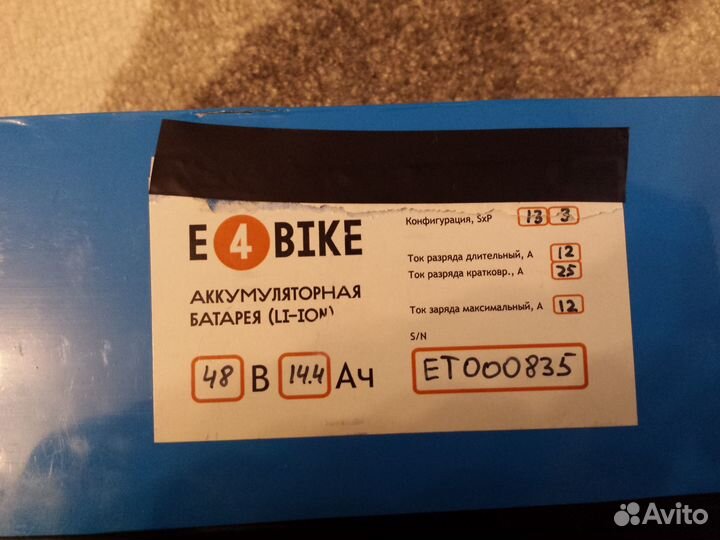 E4BIKE
АККУМУЛЯТОРНАЯ
БАТАРЕЯ (LI-ION)
48 В 14.4 Ач
Конфигурация, SxP 13 3
Ток разряда длительный, А 12
Ток разряда кратковр., А 25
Ток заряда максимальный, А 12
S/N
ET000835
Avito